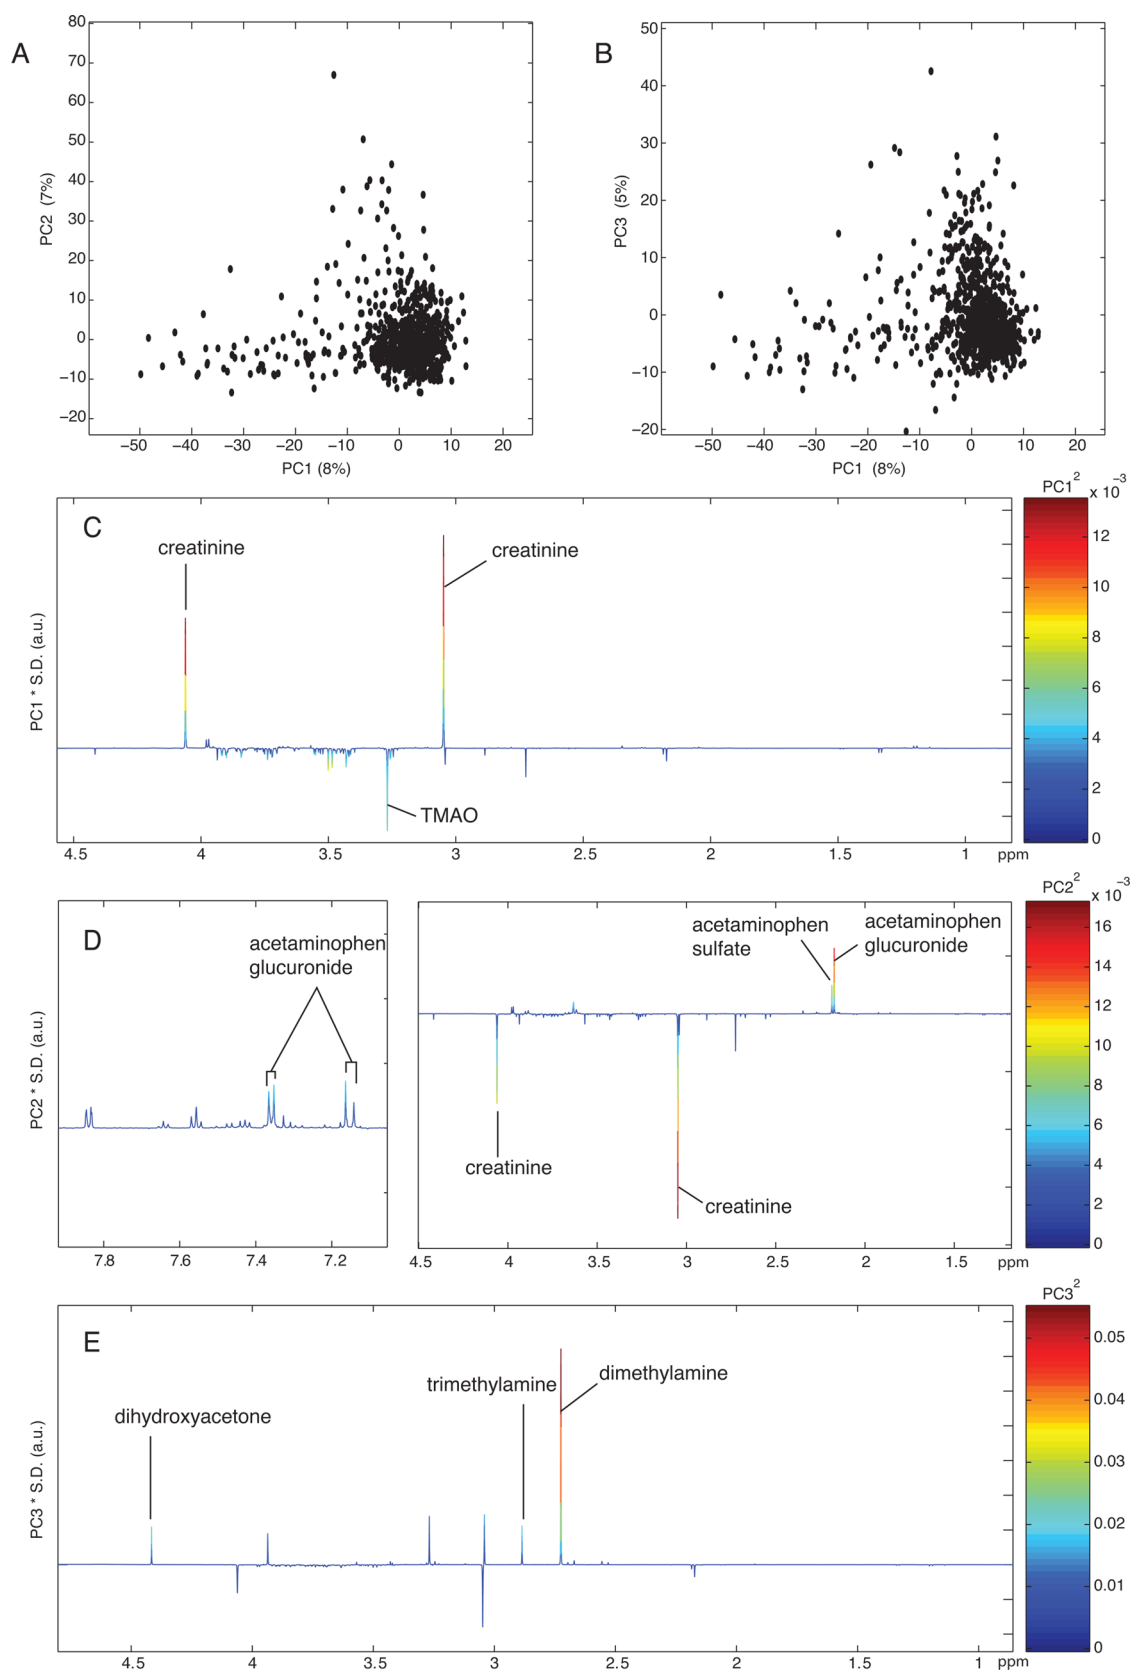 A
80
70
60
50
40
30
20
10
0
−10
−20
PC2 (7%)
−50 −40 −30 −20 −10 0 10 20
PC1 (8%)
B
50
40
30
20
10
0
−10
−20
PC3 (5%)
−50 −40 −30 −20 −10 0 10 20
PC1 (8%)
C
creatinine
creatinine
TMAO
PC1 * S.D. (a.u.)
4.5 4 3.5 3 2.5 2 1.5 1 ppm
PC1²
x 10⁻³
12
10
8
6
4
2
0
D
acetaminophen
glucuronide
PC2 * S.D. (a.u.)
7.8 7.6 7.4 7.2
acetaminophen
sulfate
acetaminophen
glucuronide
creatinine
creatinine
4.5 4 3.5 3 2.5 2 1.5 ppm
PC2²
x 10⁻³
16
14
12
10
8
6
4
2
0
E
dihydroxyacetone
trimethylamine
dimethylamine
PC3 * S.D. (a.u.)
4.5 4 3.5 3 2.5 2 1.5 1 ppm
PC3²
0.05
0.04
0.03
0.02
0.01
0